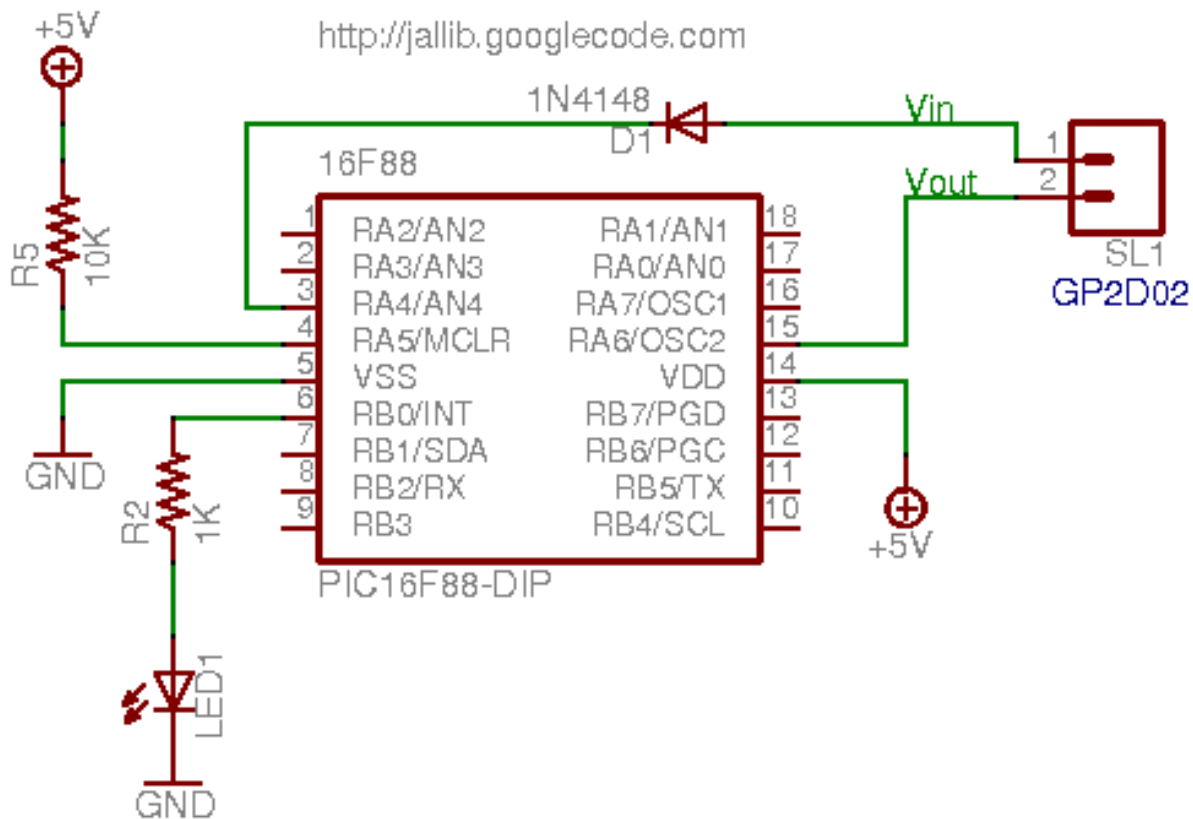 +5V
http://jallib.googlecode.com
1N4148
D1
Vin
1
2
Vout
SL1
GP2D02
R5
10K
16F88
1 RA2/AN2 RA1/AN1 18
2 RA3/AN3 RA0/AN0 17
3 RA4/AN4 RA7/OSC1 16
4 RA5/MCLR RA6/OSC2 15
5 VSS VDD 14
6 RB0/INT RB7/PGD 13
7 RB1/SDA RB6/PGC 12
8 RB2/RX RB5/TX 11
9 RB3 RB4/SCL 10
PIC16F88-DIP
GND
R2
1K
+5V
LED1
GND